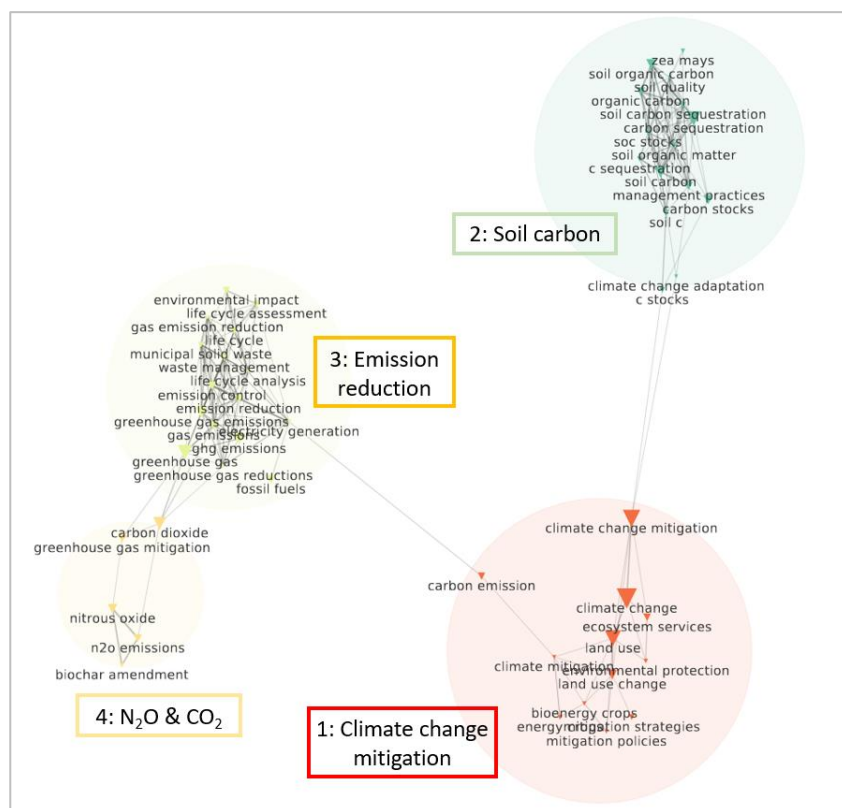 zea mays
soil organic carbon
soil quality
organic carbon
soil carbon sequestration
carbon sequestration
soc stocks
soil organic matter
c sequestration
soil carbon
management practices
carbon stocks
soil c
2: Soil carbon
climate change adaptation
c stocks
environmental impact
life cycle assessment
gas emission reduction
life cycle
municipal solid waste
waste management
life cycle analysis
emission control
emission reduction
greenhouse gas emissions
electricity generation
gas emissions
ghg emissions
greenhouse gas
greenhouse gas reductions
fossil fuels
3: Emission
reduction
carbon dioxide
greenhouse gas mitigation
nitrous oxide
n2o emissions
biochar amendment
4: N₂O & CO₂
climate change mitigation
carbon emission
climate change
ecosystem services
land use
climate mitigation
environmental protection
land use change
bioenergy crops
energy crops
mitigation strategies
mitigation policies
1: Climate change
mitigation